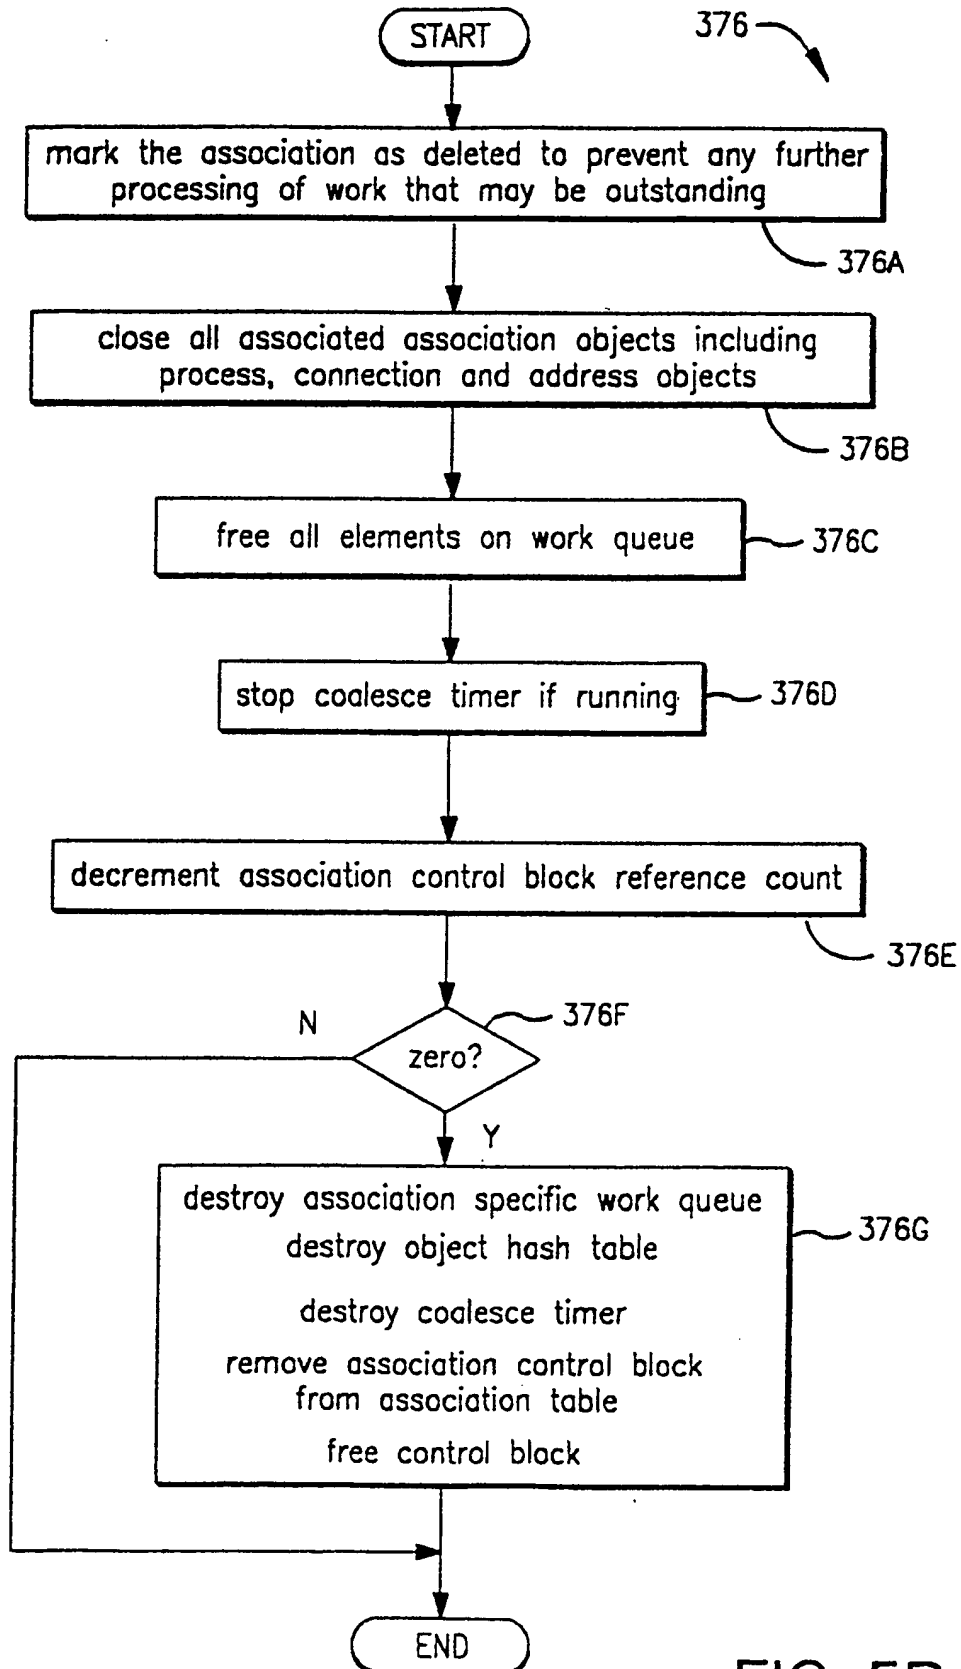 START
376
mark the association as deleted to prevent any further
processing of work that may be outstanding
376A
close all associated association objects including
process, connection and address objects
376B
free all elements on work queue
376C
stop coalesce timer if running
376D
decrement association control block reference count
376E
376F
N
zero?
Y
destroy association specific work queue
destroy object hash table
376G
destroy coalesce timer
remove association control block
from association table
free control block
END